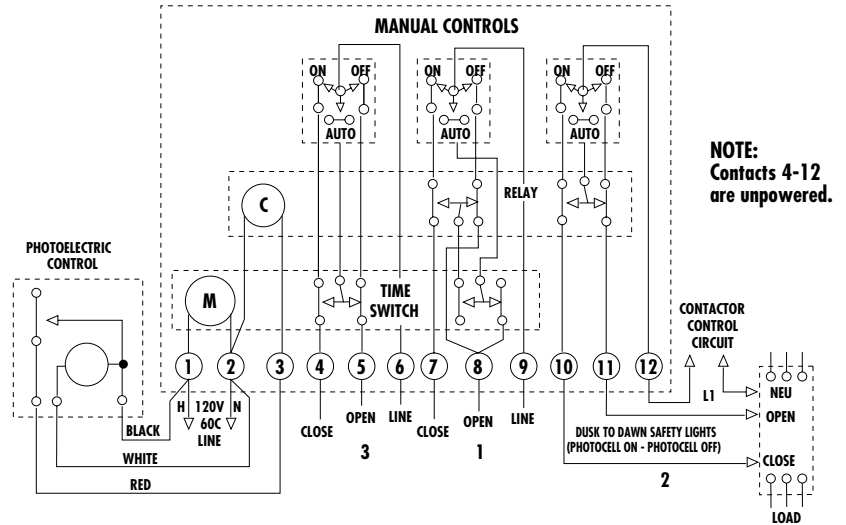 MANUAL CONTROLS
ON OFF
ON OFF
ON OFF
AUTO
AUTO
AUTO
NOTE:
Contacts 4-12
are unpowered.
RELAY
C
PHOTOELECTRIC
CONTROL
TIME
SWITCH
M
CONTACTOR
CONTROL
CIRCUIT
1 2 3 4 5 6 7 8 9 10 11 12
L1
NEU
H 120V N
60C
LINE
OPEN
CLOSE
OPEN
LINE
CLOSE
OPEN
LINE
BLACK
DUSK TO DAWN SAFETY LIGHTS
(PHOTOCELL ON - PHOTOCELL OFF)
3
1
2
CLOSE
WHITE
RED
LOAD